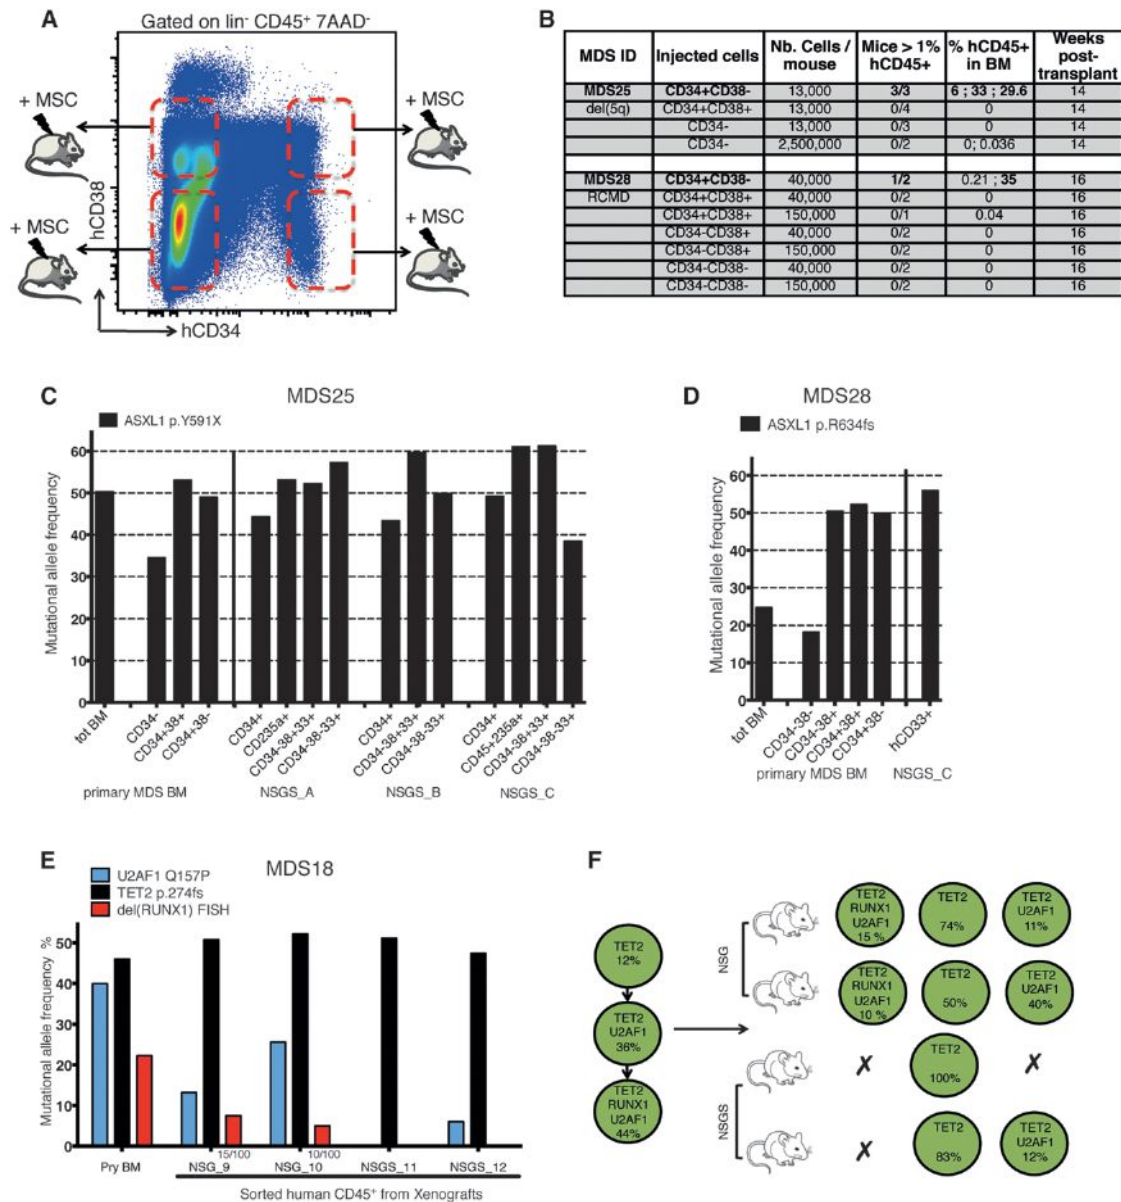 A
Gated on lin- CD45+ 7AAD-
+ MSC
+ MSC
+ MSC
+ MSC
hCD38
hCD34
B
MDS ID Injected cells Nb. Cells / mouse Mice > 1% hCD45+ % hCD45+ in BM Weeks post-transplant
MDS25 CD34+CD38- 13,000 3/3 6 ; 33 ; 29.6 14
del(5q) CD34+CD38+ 13,000 0/4 0 14
CD34- 13,000 0/3 0 14
CD34- 2,500,000 0/2 0; 0.036 14
MDS28 CD34+CD38- 40,000 1/2 0.21 ; 35 16
RCMD CD34+CD38+ 40,000 0/2 0 16
CD34+CD38+ 150,000 0/1 0.04 16
CD34-CD38+ 40,000 0/2 0 16
CD34-CD38+ 150,000 0/2 0 16
CD34-CD38- 40,000 0/2 0 16
CD34-CD38- 150,000 0/2 0 16
C
MDS25
ASXL1 p.Y591X
Mutational allele frequency
60
50
40
30
20
10
0
tot BM
CD34-
CD34+38+
CD34+38-
CD34+
CD235a+
CD34-38+33+
CD34-38-33+
CD34+
CD34-38+33+
CD34-38-33+
CD34+
CD45+235a+
CD34-38+33+
CD34-38-33+
primary MDS BM
NSGS_A
NSGS_B
NSGS_C
D
MDS28
ASXL1 p.R634fs
Mutational allele frequency
60
50
40
30
20
10
0
tot BM
CD34-38-
CD34-38+
CD34+38+
CD34+38-
hCD33+
primary MDS BM
NSGS_C
E
MDS18
U2AF1 Q157P
TET2 p.274fs
del(RUNX1) FISH
Mutational allele frequency %
50
40
30
20
10
0
15/100
10/100
Pry BM
NSG_9
NSG_10
NSGS_11
NSGS_12
Sorted human CD45+ from Xenografts
F
TET2
12%
TET2
U2AF1
36%
TET2
RUNX1
U2AF1
44%
NSG
TET2
RUNX1
U2AF1
15 %
TET2
74%
TET2
U2AF1
11%
TET2
RUNX1
U2AF1
10 %
TET2
50%
TET2
U2AF1
40%
NSGS
✗
TET2
100%
✗
✗
TET2
83%
TET2
U2AF1
12%